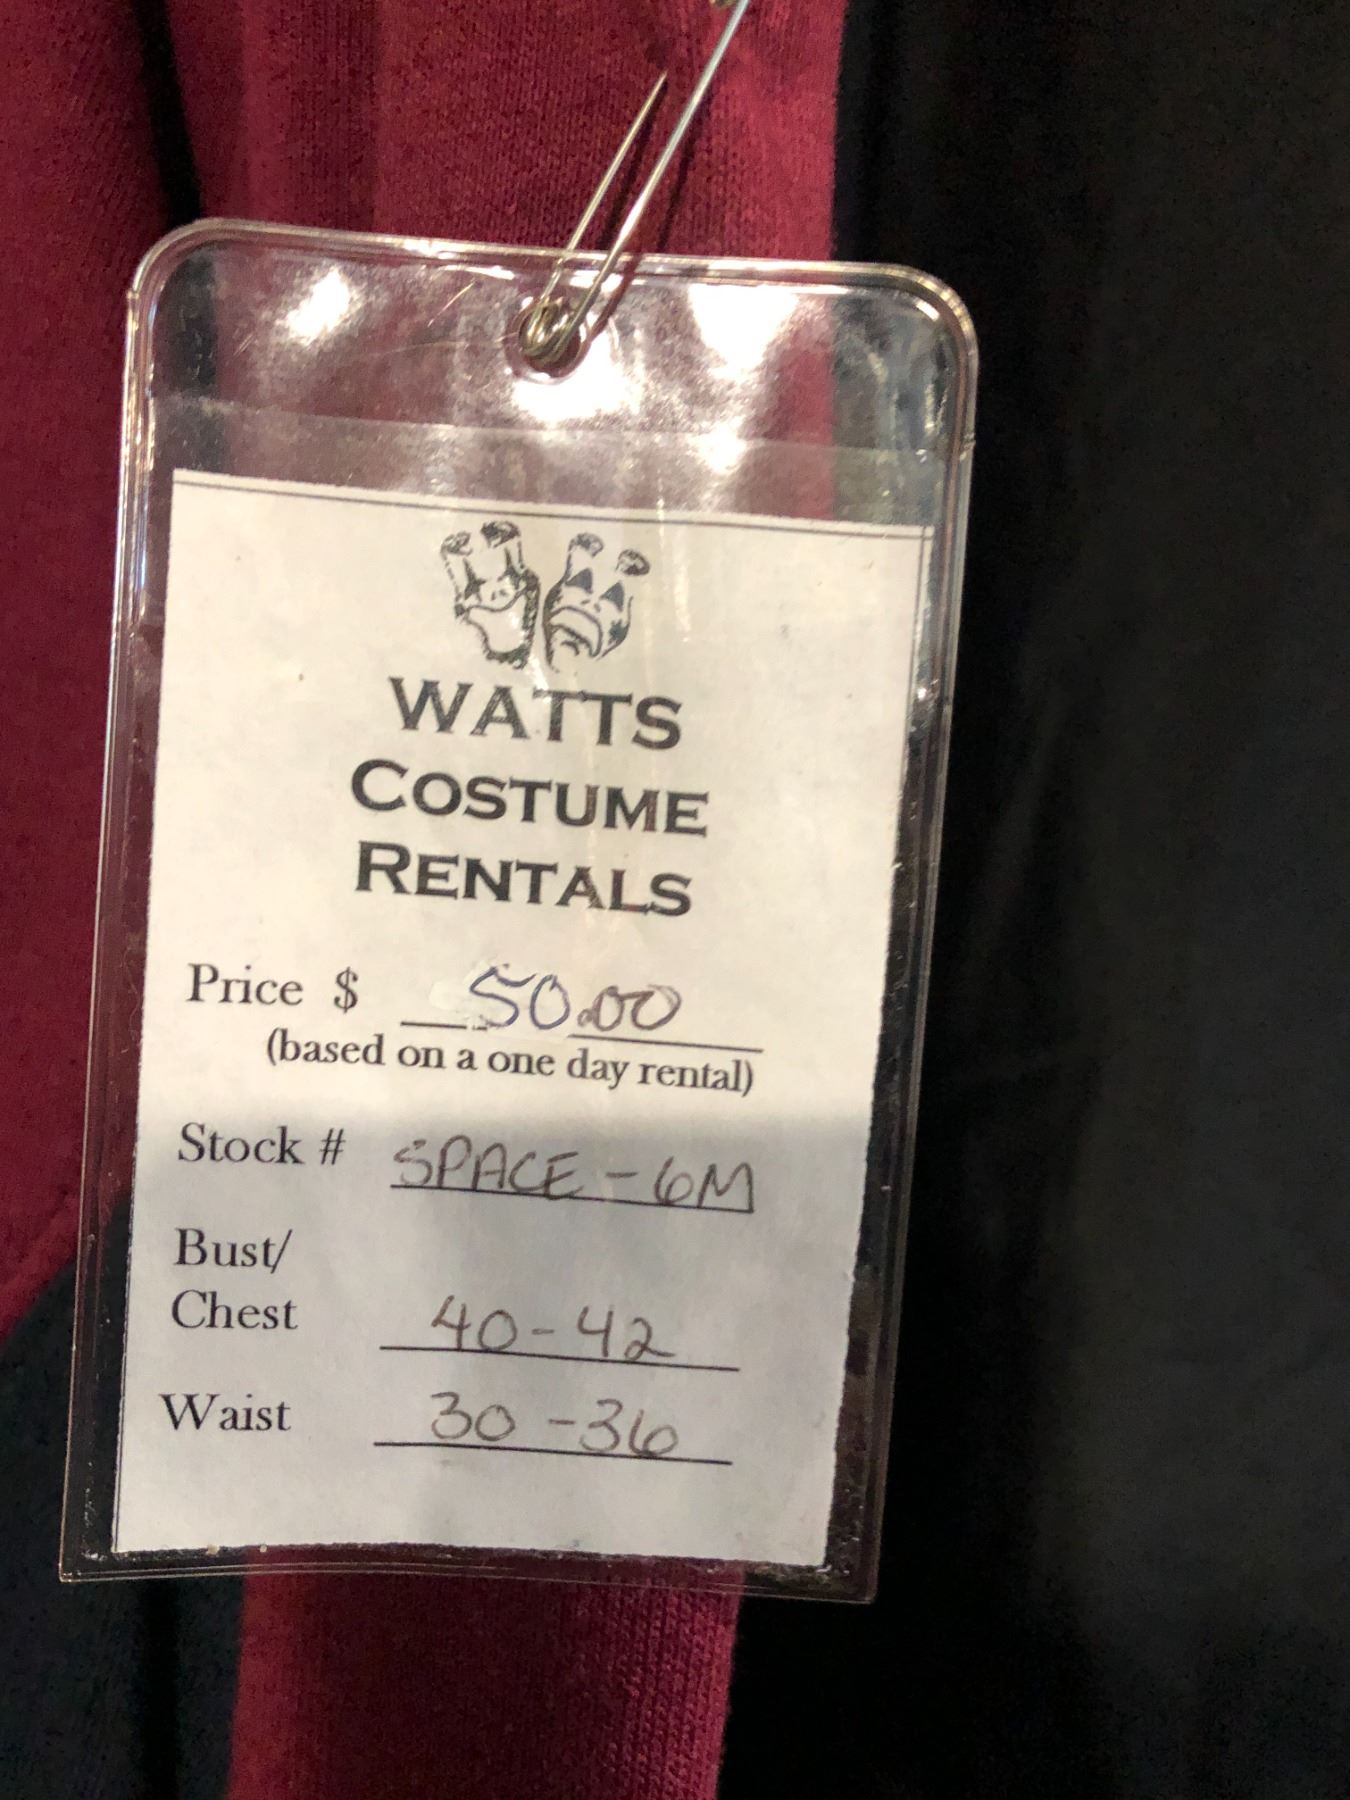 WATTS
COSTUME
RENTALS
Price $ 50.00
(based on a one day rental)
Stock # SPACE-6M
Bust/
Chest 40-42
Waist 30-36